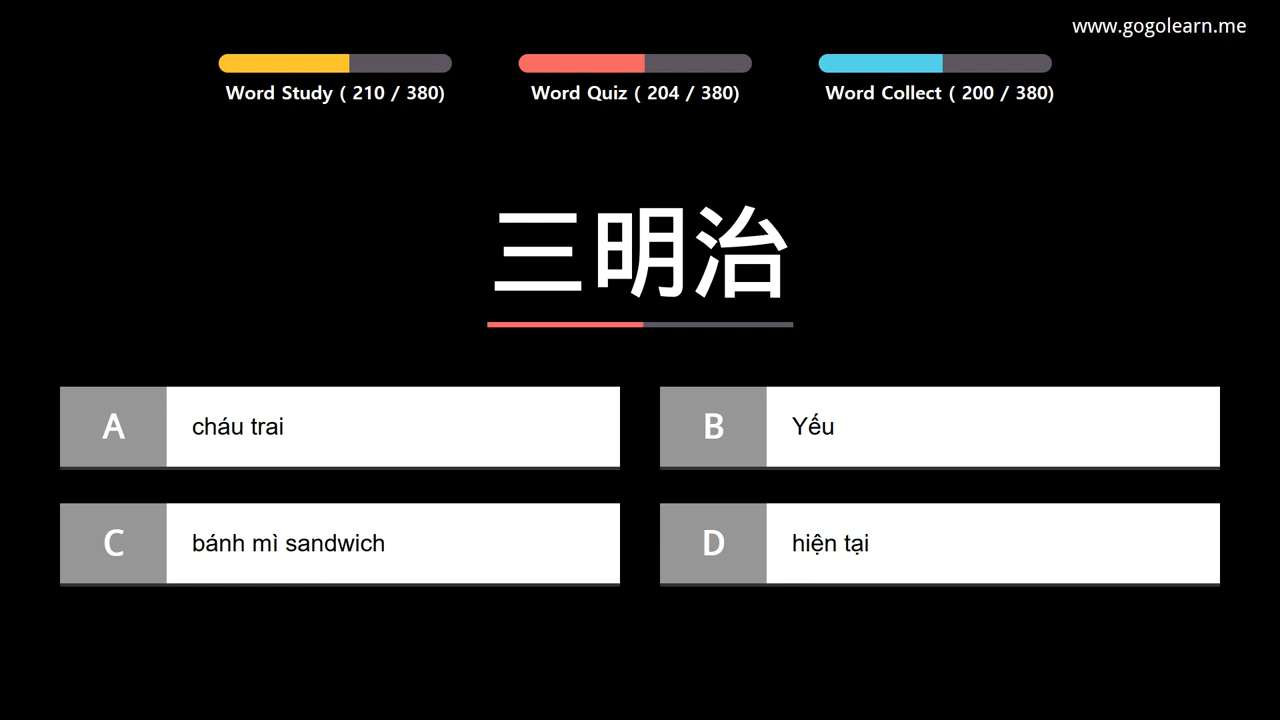 www.gogolearn.me
Word Study ( 210 / 380)
Word Quiz ( 204 / 380)
Word Collect ( 200 / 380)
三明治
A cháu trai
B Yếu
C bánh mì sandwich
D hiện tại